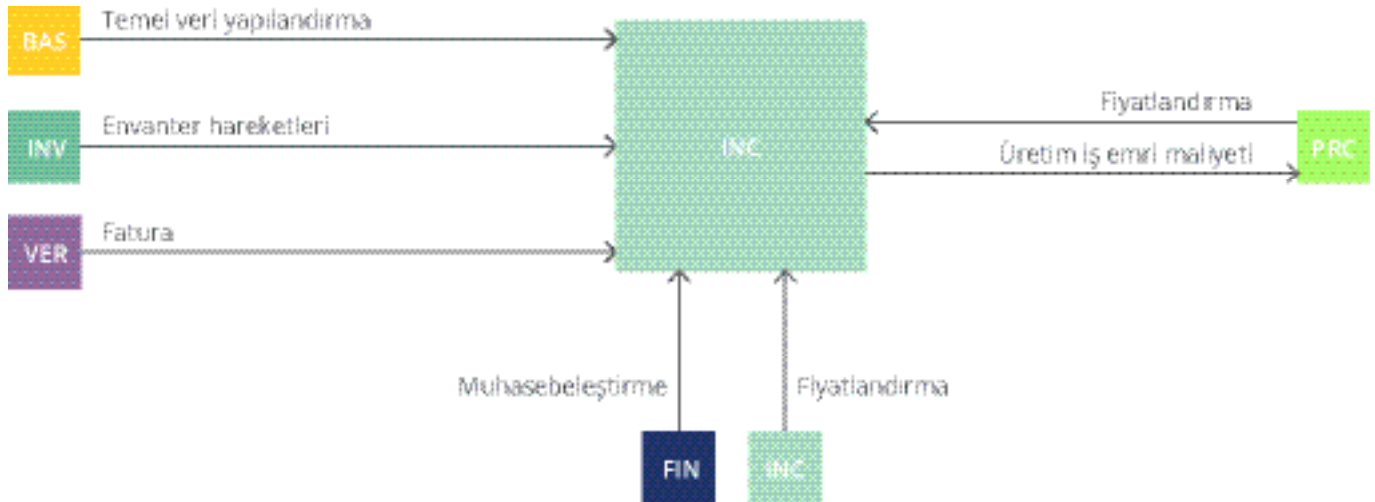 BAS
Temel veri yapılandırma
INV
Envanter hareketleri
VER
Fatura
INC
Fiyatlandırma
Üretim iş emri maliyeti
PRC
Muhasebeleştirme
Fiyatlandırma
FIN
INC